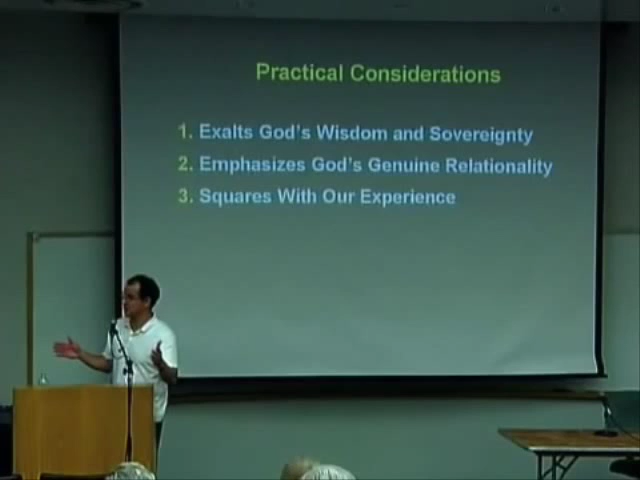 Practical Considerations
1. Exalts God's Wisdom and Sovereignty
2. Emphasizes God's Genuine Relationality
3. Squares With Our Experience